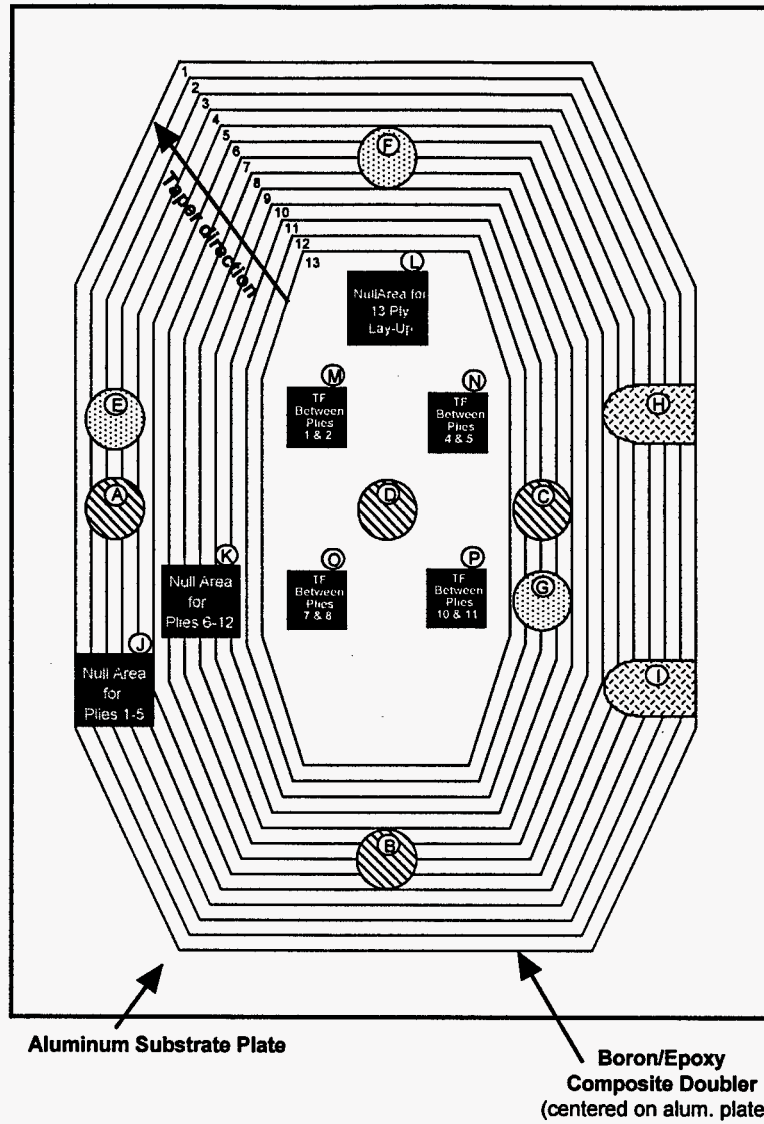 1
2
3
4
5
6
7
8
9
10
11
12
13
Taper direction
F
L
NullArea for
13 Ply
Lay-Up
M
TF
Between
Plies
1 & 2
N
TF
Between
Plies
4 & 5
E
H
A
D
C
K
Null Area
for
Plies 6-12
O
TF
Between
Plies
7 & 8
P
TF
Between
Plies
10 & 11
G
J
Null Area
for
Plies 1-5
I
B
Aluminum Substrate Plate
Boron/Epoxy
Composite Doubler
(centered on alum. plate